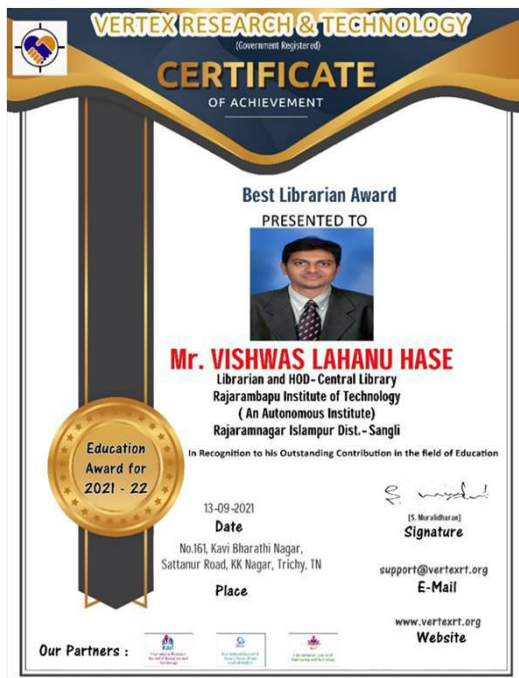 VERTEX RESEARCH & TECHNOLOGY
(Government Registered)
CERTIFICATE
OF ACHIEVEMENT
Best Librarian Award
PRESENTED TO
Mr. VISHWAS LAHANU HASE
Librarian and HOD- Central Library
Rajarambapu Institute of Technology
( An Autonomous Institute)
Rajaramnagar Islampur Dist.- Sangli
In Recognition to his Outstanding Contribution in the field of Education
Education
Award for
2021 - 22
13-09-2021
Date
No.161, Kavi Bharathi Nagar,
Sattanur Road, KK Nagar, Trichy, TN
Place
[S. Muralidharan]
Signature
support@vertexrt.org
E-Mail
www.vertexrt.org
Website
Our Partners :